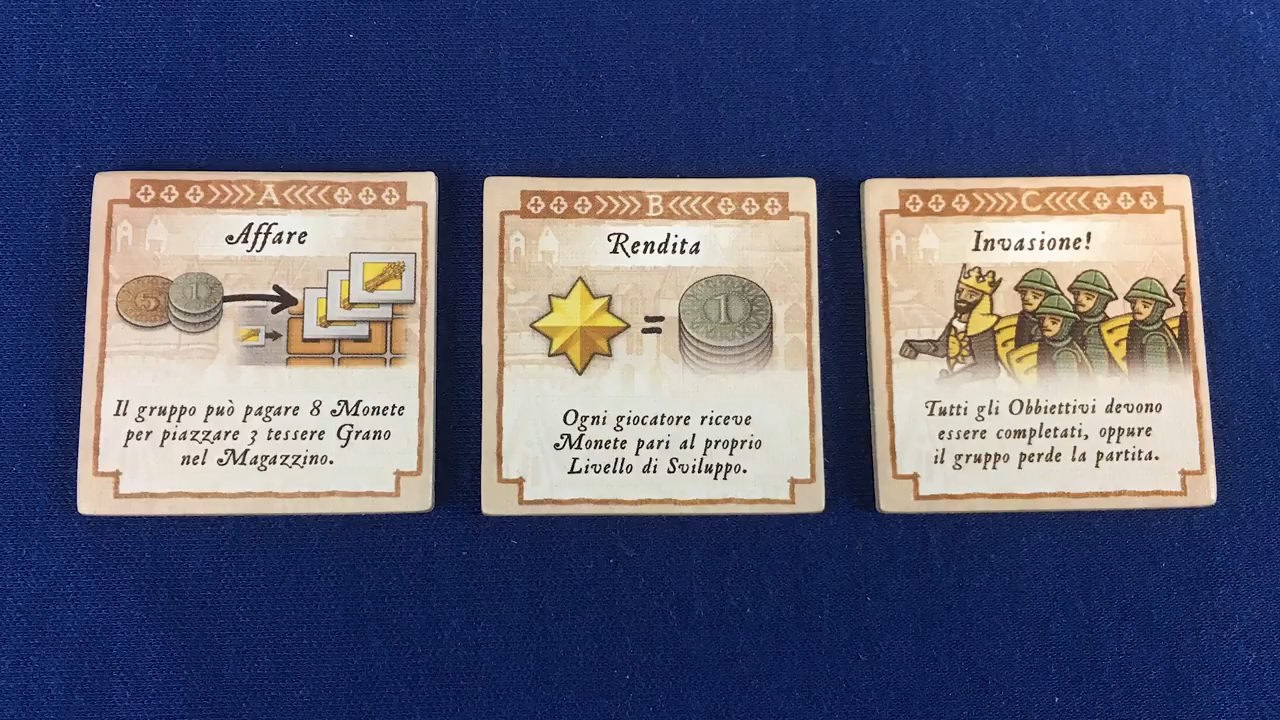 A
Affare
5
1
Il gruppo può pagare 8 Monete
per piazzare 3 tessere Grano
nel Magazzino.
B
Rendita
=
1
Ogni giocatore riceve
Monete pari al proprio
Livello di Sviluppo.
C
Invasione!
Tutti gli Obbiettivi devono
essere completati, oppure
il gruppo perde la partita.